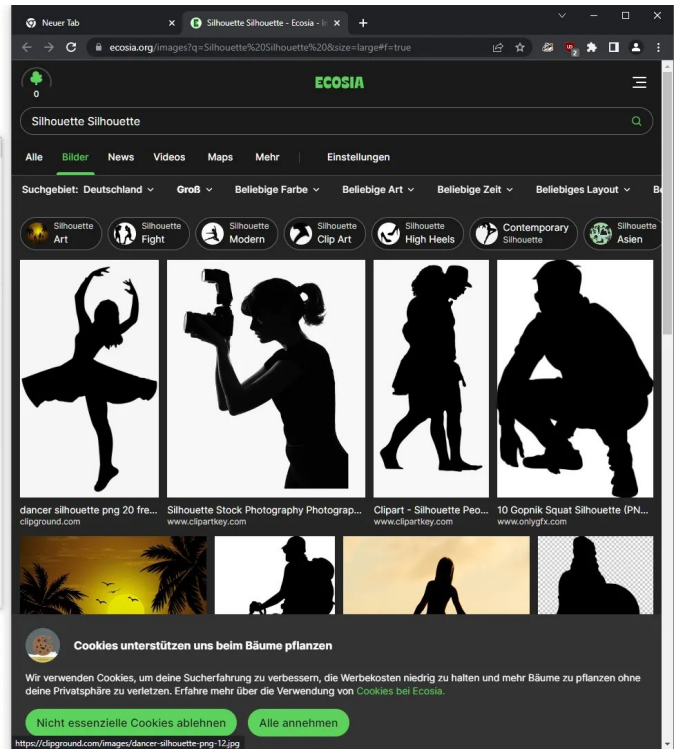 Neuer Tab
Silhouette Silhouette - Ecosia - In
ecosia.org/images?q=Silhouette%20Silhouette%20&size=large#f=true
2
0
ECOSIA
Silhouette Silhouette
Alle Bilder News Videos Maps Mehr Einstellungen
Suchgebiet: Deutschland Groß Beliebige Farbe Beliebige Art Beliebige Zeit Beliebiges Layout Be
Silhouette Art
Silhouette Fight
Silhouette Modern
Silhouette Clip Art
Silhouette High Heels
Contemporary Silhouette
Silhouette Asien
dancer silhouette png 20 fre...
clipground.com
Silhouette Stock Photography Photograp...
www.clipartkey.com
Clipart - Silhouette Peo...
www.clipartkey.com
10 Gopnik Squat Silhouette (PN...
www.onlygfx.com
Cookies unterstützen uns beim Bäume pflanzen
Wir verwenden Cookies, um deine Sucherfahrung zu verbessern, die Werbekosten niedrig zu halten und mehr Bäume zu pflanzen ohne
deine Privatsphäre zu verletzen. Erfahre mehr über die Verwendung von Cookies bei Ecosia.
Nicht essenzielle Cookies ablehnen Alle annehmen
https://clipground.com/images/dancer-silhouette-png-12.jpg